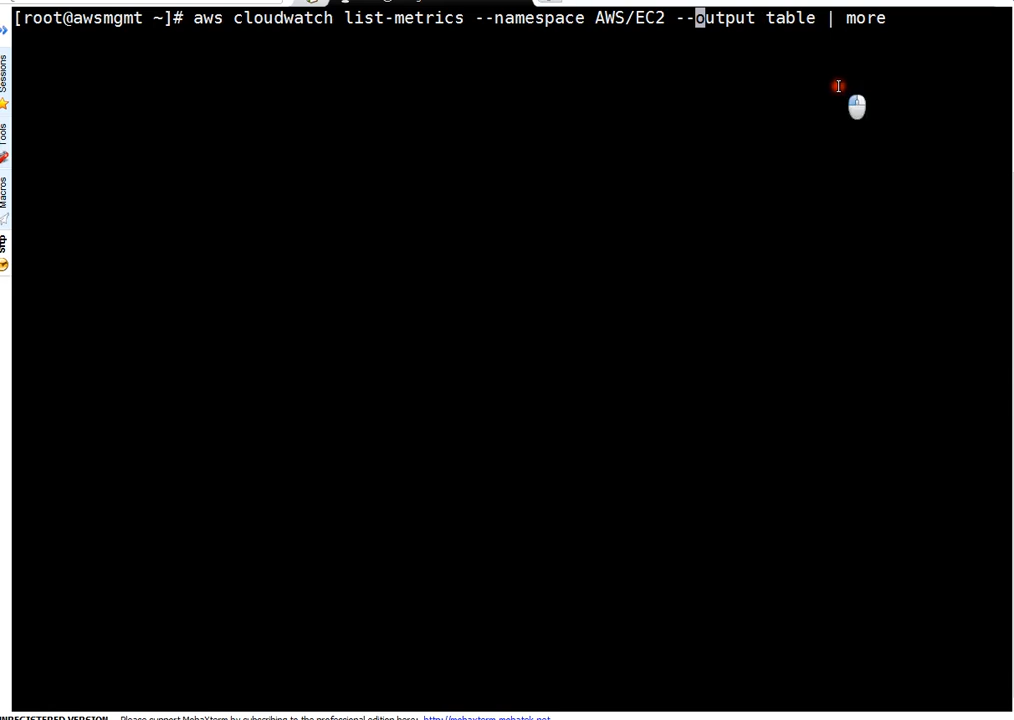 [root@awsmgmt ~]# aws cloudwatch list-metrics --namespace AWS/EC2 --output table | more
Sessions
Tools
Macros
Sftp
UNREGISTERED VERSION - Please support MobaXterm by subscribing to the professional edition here: http://mobaxterm.mobatek.net